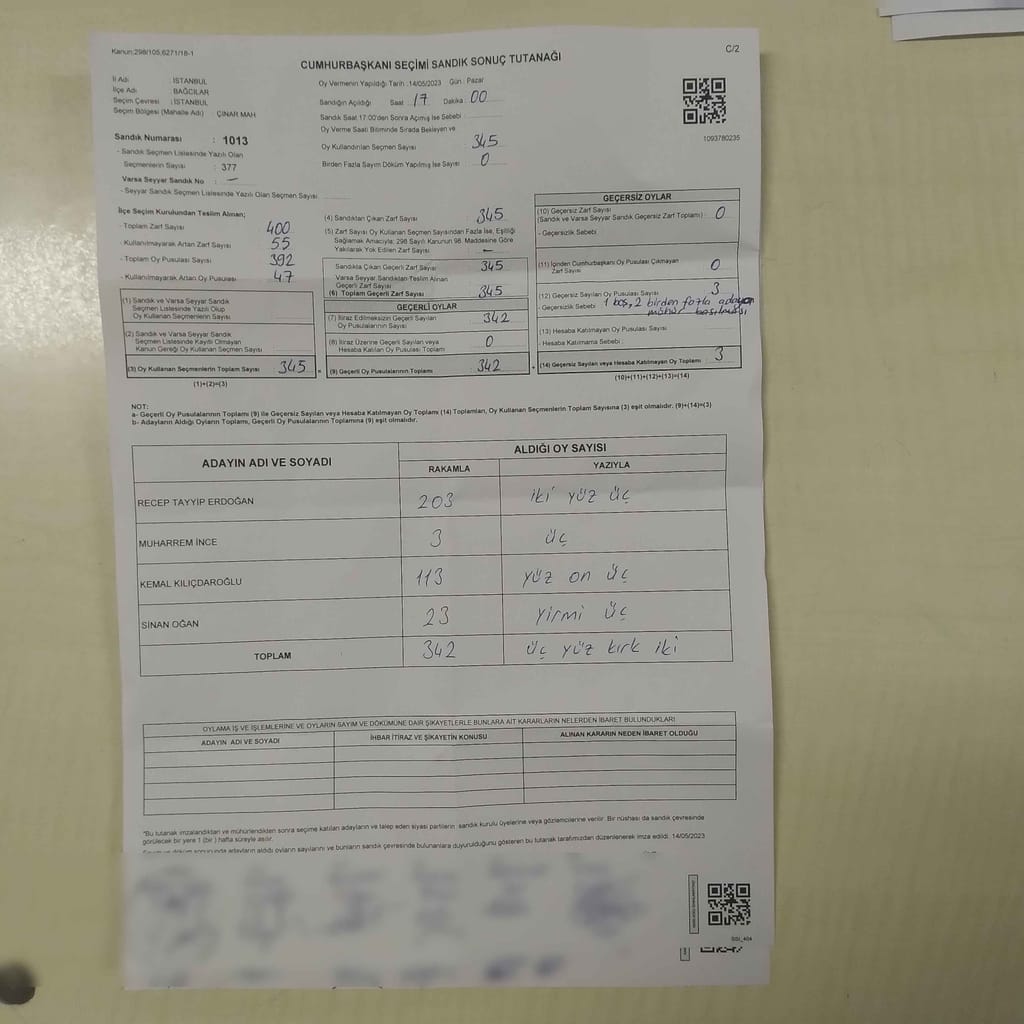 Kanun:298/105,6271/18-1
C/2
CUMHURBAŞKANI SEÇİMİ SANDIK SONUÇ TUTANAĞI
İl Adı : İSTANBUL
İlçe Adı : BAĞCILAR
Seçim Çevresi : İSTANBUL
Seçim Bölgesi (Mahalle Adı) ÇINAR MAH
Sandık Numarası : 1013
- Sandık Seçmen Listesinde Yazılı Olan
Seçmenlerin Sayısı : 377
Varsa Seyyar Sandık No : —
- Seyyar Sandık Seçmen Listesinde Yazılı Olan Seçmen Sayısı
Oy Vermenin Yapıldığı Tarih :14/05/2023 Gün : Pazar
Sandığın Açıldığı Saat 17 Dakika 00
Sandık Saat 17:00'den Sonra Açılmış İse Sebebi
Oy Verme Saati Bitiminde Sırada Bekleyen ve
Oy Kullandırılan Seçmen Sayısı 345
Birden Fazla Sayım Döküm Yapılmış İse Sayısı 0
1093780235
İlçe Seçim Kurulundan Teslim Alınan;
- Toplam Zarf Sayısı 400
- Kullanılmayarak Artan Zarf Sayısı 55
- Toplam Oy Pusulası Sayısı 392
- Kullanılmayarak Artan Oy Pusulası 47
(1) Sandık ve Varsa Seyyar Sandık
Seçmen Listesinde Yazılı Olup
Oy Kullanan Seçmenlerin Sayısı
(2) Sandık ve Varsa Seyyar Sandık
Seçmen Listesinde Kaydı Olmayan
Kanun Gereği Oy Kullanan Seçmen Sayısı
(3) Oy Kullanan Seçmenlerin Toplam Sayısı 345
(1)+(2)=(3)
(4) Sandıktan Çıkan Zarf Sayısı 345
(5) Zarf Sayısı Oy Kullanan Seçmen Sayısından Fazla İse, Eşitliği
Sağlamak Amacıyla; 298 Sayılı Kanunun 98. Maddesine Göre
Yakılarak Yok Edilen Zarf Sayısı —
Sandıkta Çıkan Geçerli Zarf Sayısı 345
Varsa Seyyar Sandıktan Teslim Alınan
Geçerli Zarf Sayısı
(6) Toplam Geçerli Zarf Sayısı 345
GEÇERLİ OYLAR
(7) İtiraz Edilmeksizin Geçerli Sayılan
Oy Pusulalarının Sayısı 342
(8) İtiraz Üzerine Geçerli Sayılan veya
Hesaba Katılan Oy Pusulası Toplamı 0
(9) Geçerli Oy Pusulalarının Toplamı 342
GEÇERSİZ OYLAR
(10) Geçersiz Zarf Sayısı
(Sandık ve Varsa Seyyar Sandık Geçersiz Zarf Toplamı) 0
- Geçersizlik Sebebi
(11) İçinden Cumhurbaşkanı Oy Pusulası Çıkmayan
Zarf Sayısı 0
(12) Geçersiz Sayılan Oy Pusulası Sayısı 3
- Geçersizlik Sebebi 1 boş, 2 birden fazla adaya
mühür basılması
(13) Hesaba Katılmayan Oy Pusulası Sayısı
- Hesaba Katılmama Sebebi
(14) Geçersiz Sayılan veya Hesaba Katılmayan Oy Toplamı 3
(10)+(11)+(12)+(13)=(14)
NOT:
a- Geçerli Oy Pusulalarının Toplamı (9) ile Geçersiz Sayılan veya Hesaba Katılmayan Oy Toplamı (14) Toplamları, Oy Kullanan Seçmenlerin Toplam Sayısına (3) eşit olmalıdır. (9)+(14)=(3)
b- Adayların Aldığı Oyların Toplamı, Geçerli Oy Pusulalarının Toplamına (9) eşit olmalıdır.
ADAYIN ADI VE SOYADI
ALDIĞI OY SAYISI
RAKAMLA YAZIYLA
RECEP TAYYİP ERDOĞAN 203 iki yüz üç
MUHARREM İNCE 3 üç
KEMAL KILIÇDAROĞLU 113 yüz on üç
SİNAN OĞAN 23 yirmi üç
TOPLAM 342 üç yüz kırk iki
OYLAMA İŞ VE İŞLEMLERİNE VE OYLARIN SAYIM VE DÖKÜMÜNE DAİR ŞİKAYETLERLE BUNLARA AİT KARARLARIN NELERDEN İBARET BULUNDUKLARI
ADAYIN ADI VE SOYADI İHBAR İTİRAZ VE ŞİKAYETİN KONUSU ALINAN KARARIN NEDEN İBARET OLDUĞU
*Bu tutanak imzalandıktan ve mühürlendikten sonra seçime katılan adayların ve talep eden siyasi partilerin sandık kurulu üyelerine veya gözlemcilerine verilir. Bir nüshası da sandık çevresinde
görülecek bir yere 1 (bir) hafta süreyle asılır.
adayların aldığı oyların sayılarını ve bunların sandık çevresinde bulunanlara duyurulduğunu gösteren bu tutanak tarafımızdan düzenlenerek imza edildi. 14/05/2023